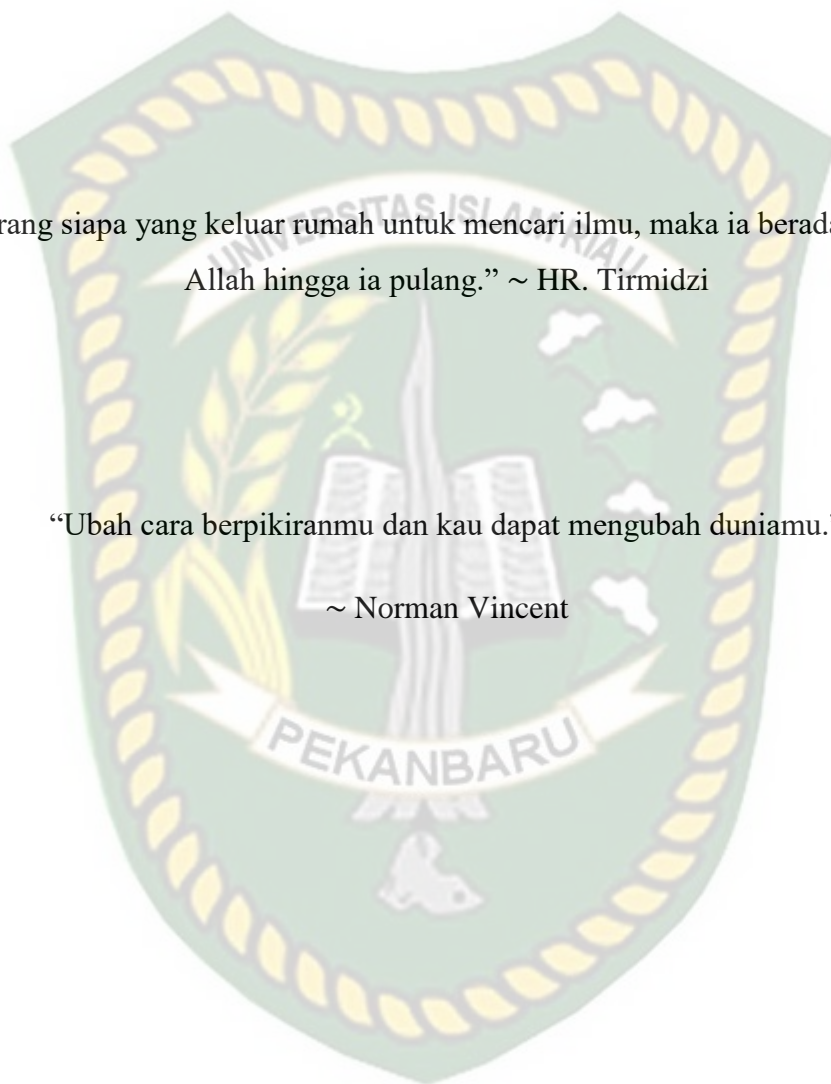 UNIVERSITAS ISLAM RIAU
rang siapa yang keluar rumah untuk mencari ilmu, maka ia berada
Allah hingga ia pulang.” ~ HR. Tirmidzi
“Ubah cara berpikiranmu dan kau dapat mengubah duniamu.”
~ Norman Vincent
PEKANBARU